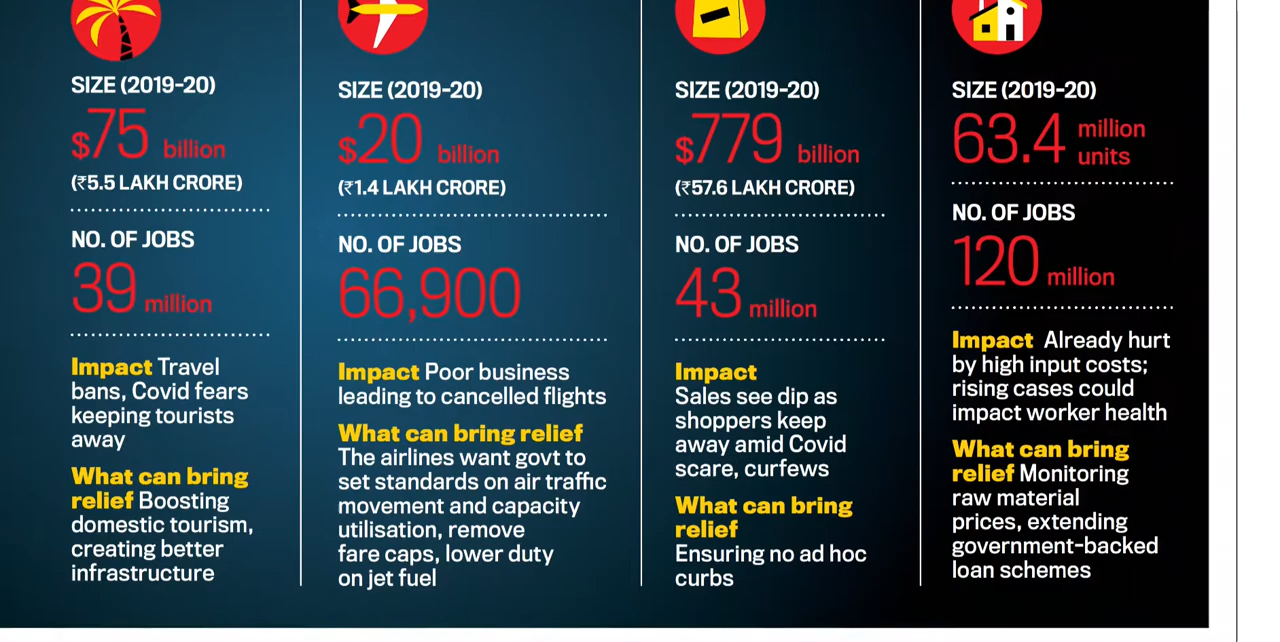 SIZE (2019-20)
$75 billion
(₹5.5 LAKH CRORE)
NO. OF JOBS
39 million
Impact Travel
bans, Covid fears
keeping tourists
away
What can bring
relief Boosting
domestic tourism,
creating better
infrastructure
SIZE (2019-20)
$20 billion
(₹1.4 LAKH CRORE)
NO. OF JOBS
66,900
Impact Poor business
leading to cancelled flights
What can bring relief
The airlines want govt to
set standards on air traffic
movement and capacity
utilisation, remove
fare caps, lower duty
on jet fuel
SIZE (2019-20)
$779 billion
(₹57.6 LAKH CRORE)
NO. OF JOBS
43 million
Impact
Sales see dip as
shoppers keep
away amid Covid
scare, curfews
What can bring
relief
Ensuring no ad hoc
curbs
SIZE (2019-20)
63.4 million
units
NO. OF JOBS
120 million
Impact Already hurt
by high input costs;
rising cases could
impact worker health
What can bring
relief Monitoring
raw material
prices, extending
government-backed
loan schemes